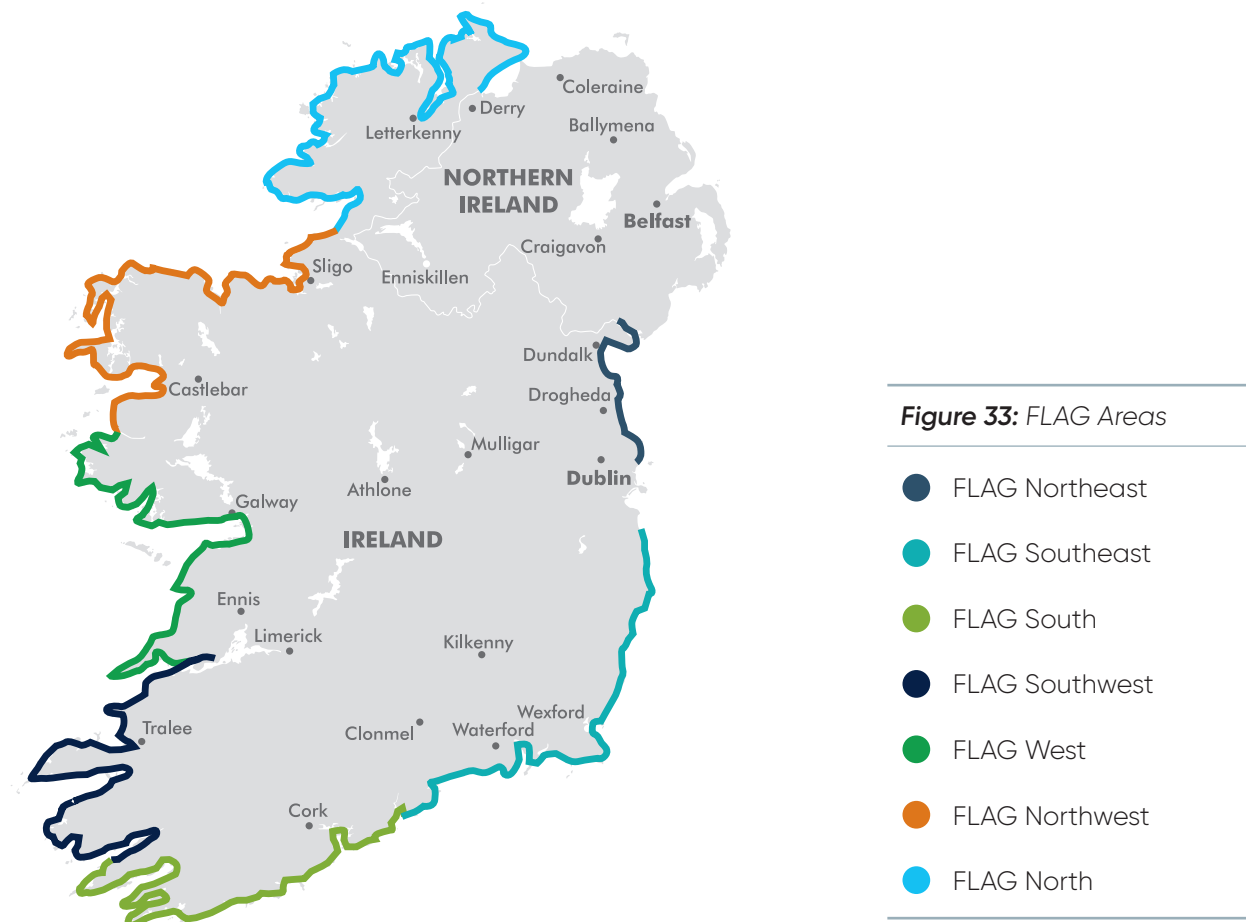 Coleraine
Derry
Ballymena
Letterkenny
NORTHERN
IRELAND
Belfast
Craigavon
Sligo
Enniskillen
Dundalk
Castlebar
Drogheda
Mulligar
Dublin
Athlone
Galway
IRELAND
Ennis
Limerick
Kilkenny
Wexford
Tralee
Clonmel
Waterford
Cork
Figure 33: FLAG Areas
FLAG Northeast
FLAG Southeast
FLAG South
FLAG Southwest
FLAG West
FLAG Northwest
FLAG North